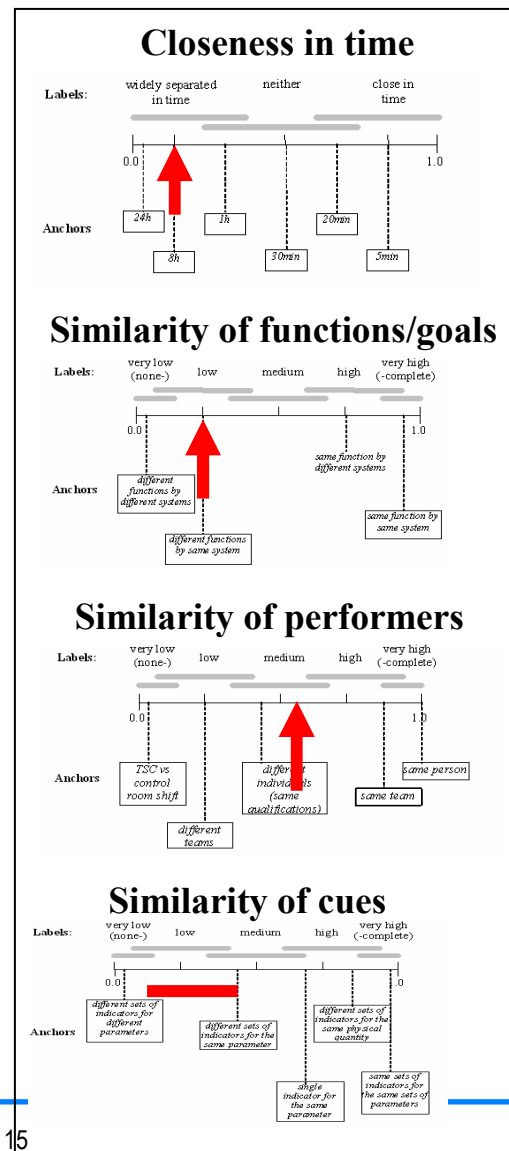 Closeness in time
Labels:
widely separated
in time
neither
close in
time
0.0
1.0
Anchors
24h
8h
1h
30min
20min
5min
Similarity of functions/goals
Labels:
very low
(none-)
low
medium
high
very high
(-complete)
0.0
1.0
Anchors
different
functions by
different systems
different functions
by same system
same function by
different systems
same function by
same system
Similarity of performers
Labels:
very low
(none-)
low
medium
high
very high
(-complete)
0.0
1.0
Anchors
TSC vs
control
room shift
different
teams
different
individuals
(same
qualifications)
same team
same person
Similarity of cues
Labels:
very low
(none-)
low
medium
high
very high
(-complete)
0.0
1.0
Anchors
different sets of
indicators for
different
parameters
different sets of
indicators for
the same parameter
single
indicator for
the same
parameter
different sets of
indicators for the
same physical
quantity
same sets of
indicators for
the same sets of
parameters
15